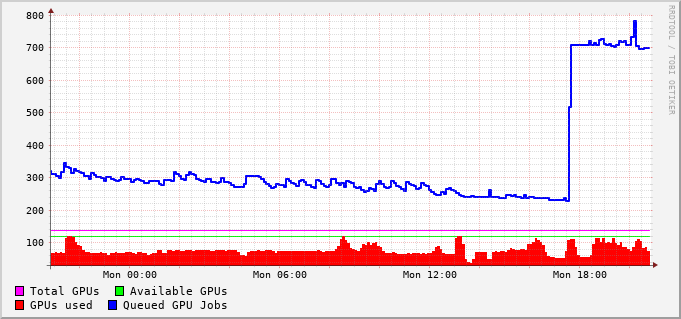 800
700
600
500
400
300
200
100
Mon 00:00 Mon 06:00 Mon 12:00 Mon 18:00
Total GPUs Available GPUs
GPUs used Queued GPU Jobs
RRDTOOL / TOBI OETIKER